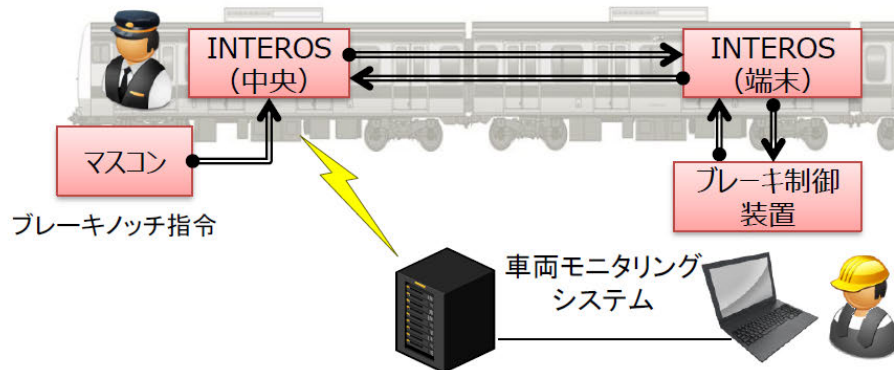 INTEROS
(中央)
INTEROS
(端末)
マスコン
ブレーキ制御
装置
ブレーキノッチ指令
車両モニタリング
システム